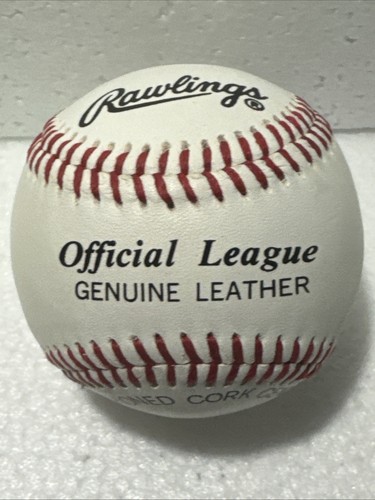 Rawlings®
Official League
GENUINE LEATHER
CORK